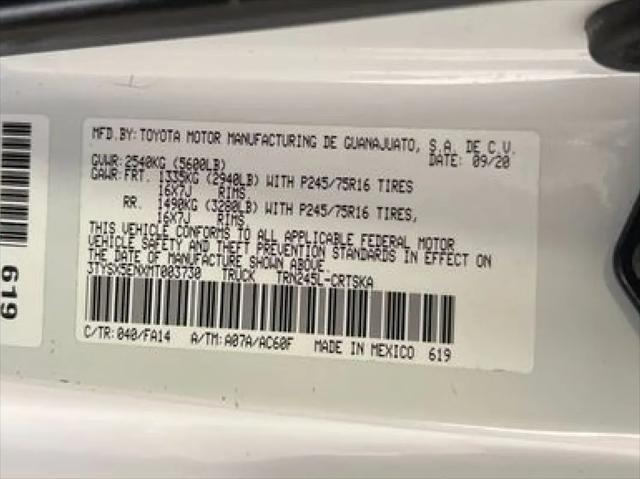 MFD.BY: TOYOTA MOTOR MANUFACTURING DE GUANAJUATO, S.A. DE C.V.
DATE: 09/20
GVWR: 2540KG (5600LB)
GAWR: FRT. 1335KG (2940LB) WITH P245/75R16 TIRES
16X7J RIMS
RR. 1490KG (3280LB) WITH P245/75R16 TIRES,
16X7J RIMS
THIS VEHICLE CONFORMS TO ALL APPLICABLE FEDERAL MOTOR
VEHICLE SAFETY AND THEFT PREVENTION STANDARDS IN EFFECT ON
THE DATE OF MANUFACTURE SHOWN ABOVE.
3TYSX5ENXMT003730 TRUCK TRN245L-CRTSKA
C/TR: 040/FA14 A/TM: A07A/AC60F MADE IN MEXICO 619
619